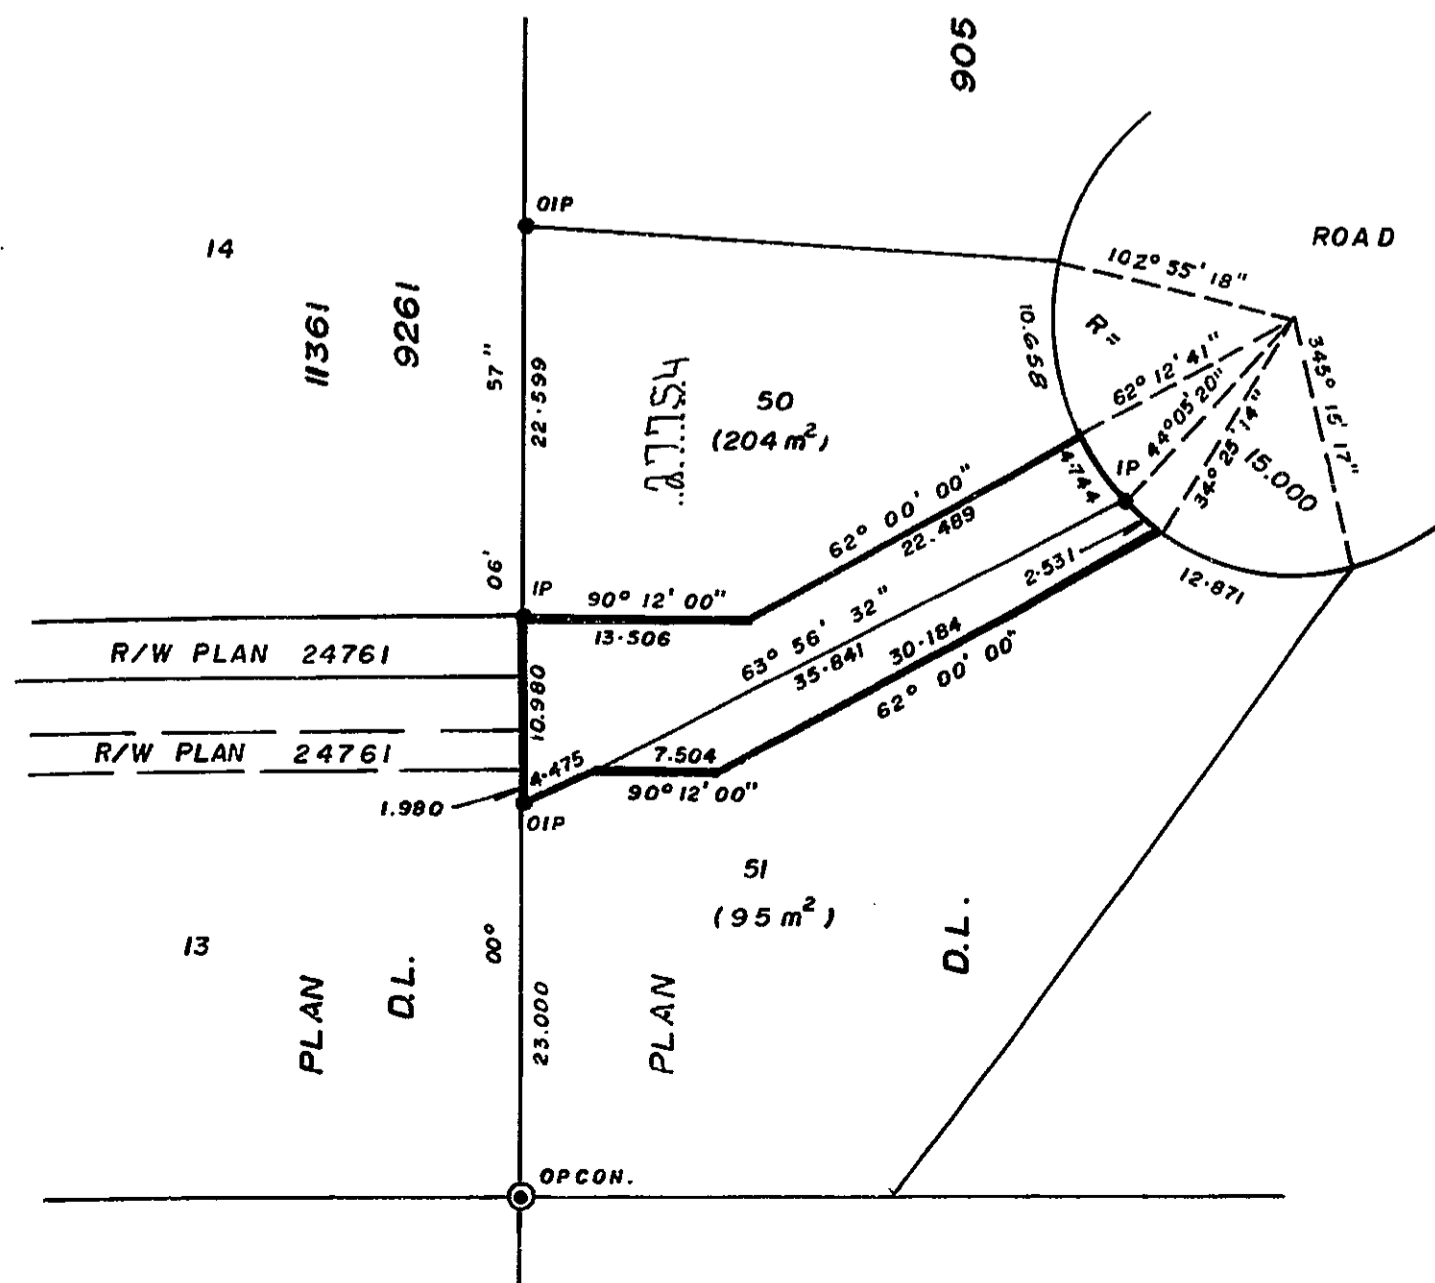 905
OIP
ROAD
14
102° 55' 18"
11361
9261
57"
22.599
10.658
R=
62° 12' 41"
345° 15' 17"
27754
50
(204 m²)
44°05'20"
34° 25' 14"
15.000
IP
4.744
62° 00' 00"
22.489
06'
IP
90° 12' 00"
13.506
2.531
12.871
R/W PLAN 24761
10.980
63° 56' 32"
35.841
30.184
62° 00' 00"
R/W PLAN 24761
4.475
7.504
90° 12' 00"
1.980
OIP
51
(95 m²)
13
00°
D.L.
PLAN
D.L.
23.000
PLAN
OPCON.